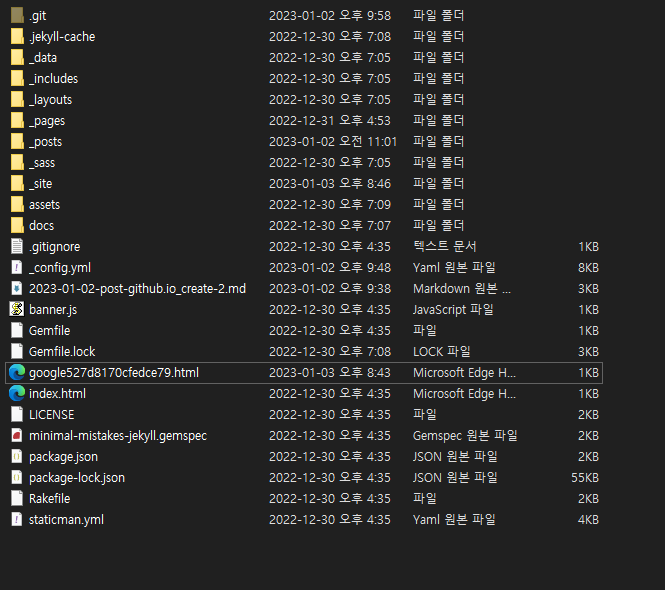 .git 2023-01-02 오후 9:58 파일 폴더
.jekyll-cache 2022-12-30 오후 7:08 파일 폴더
_data 2022-12-30 오후 7:05 파일 폴더
_includes 2022-12-30 오후 7:05 파일 폴더
_layouts 2022-12-30 오후 7:05 파일 폴더
_pages 2022-12-31 오후 4:53 파일 폴더
_posts 2023-01-02 오전 11:01 파일 폴더
_sass 2022-12-30 오후 7:05 파일 폴더
_site 2023-01-03 오후 8:46 파일 폴더
assets 2022-12-30 오후 7:09 파일 폴더
docs 2022-12-30 오후 7:07 파일 폴더
.gitignore 2022-12-30 오후 4:35 텍스트 문서 1KB
_config.yml 2023-01-02 오후 9:48 Yaml 원본 파일 8KB
2023-01-02-post-github.io_create-2.md 2023-01-02 오후 9:38 Markdown 원본 ... 3KB
banner.js 2022-12-30 오후 4:35 JavaScript 파일 1KB
Gemfile 2022-12-30 오후 4:35 파일 1KB
Gemfile.lock 2022-12-30 오후 7:08 LOCK 파일 3KB
google527d8170cfedce79.html 2023-01-03 오후 8:43 Microsoft Edge H... 1KB
index.html 2022-12-30 오후 4:35 Microsoft Edge H... 1KB
LICENSE 2022-12-30 오후 4:35 파일 2KB
minimal-mistakes-jekyll.gemspec 2022-12-30 오후 4:35 Gemspec 원본 파일 2KB
package.json 2022-12-30 오후 4:35 JSON 원본 파일 2KB
package-lock.json 2022-12-30 오후 4:35 JSON 원본 파일 55KB
Rakefile 2022-12-30 오후 4:35 파일 2KB
staticman.yml 2022-12-30 오후 4:35 Yaml 원본 파일 4KB